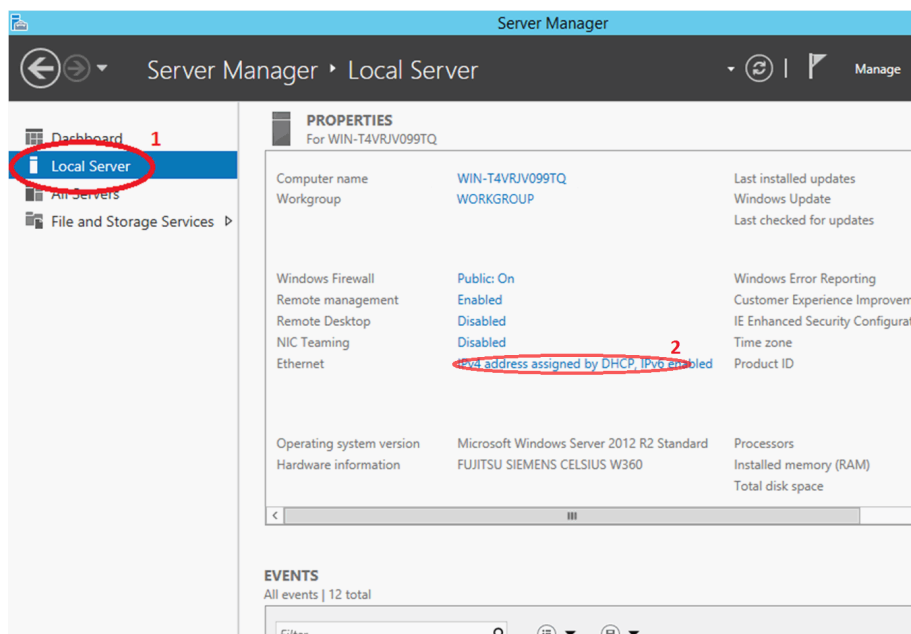 Server Manager
Server Manager ‣ Local Server
Manage
Dashboard
1
Local Server
All Servers
File and Storage Services
PROPERTIES
For WIN-T4VRJV099TQ
Computer name WIN-T4VRJV099TQ Last installed updates
Workgroup WORKGROUP Windows Update
Last checked for updates
Windows Firewall Public: On Windows Error Reporting
Remote management Enabled Customer Experience Improvem
Remote Desktop Disabled IE Enhanced Security Configurat
NIC Teaming Disabled Time zone
2
Ethernet IPv4 address assigned by DHCP, IPv6 enabled Product ID
Operating system version Microsoft Windows Server 2012 R2 Standard Processors
Hardware information FUJITSU SIEMENS CELSIUS W360 Installed memory (RAM)
Total disk space
EVENTS
All events | 12 total
Filter